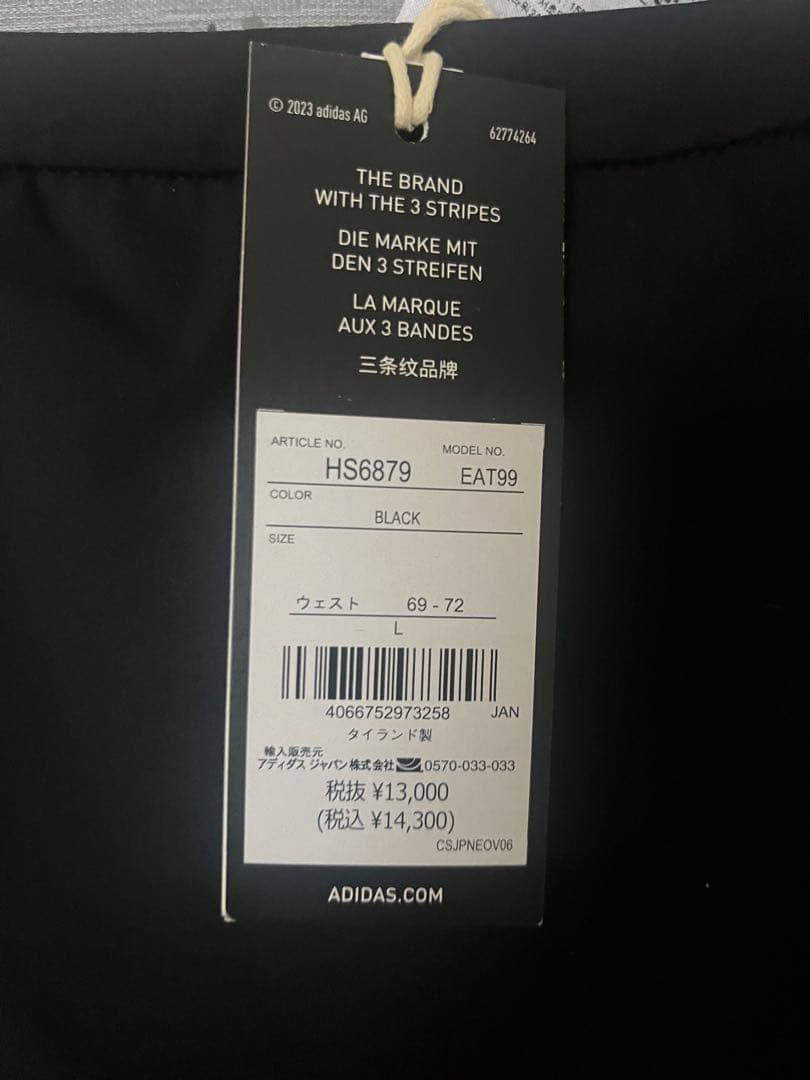 © 2023 adidas AG
62774264
THE BRAND
WITH THE 3 STRIPES
DIE MARKE MIT
DEN 3 STREIFEN
LA MARQUE
AUX 3 BANDES
三条纹品牌
ARTICLE NO. MODEL NO.
HS6879 EAT99
COLOR
BLACK
SIZE
ウェスト 69 - 72
L
4066752973258 JAN
タイランド製
輸入販売元
アディダス ジャパン株式会社 0570-033-033
税抜 ¥13,000
(税込 ¥14,300)
CSJPNEOV06
ADIDAS.COM